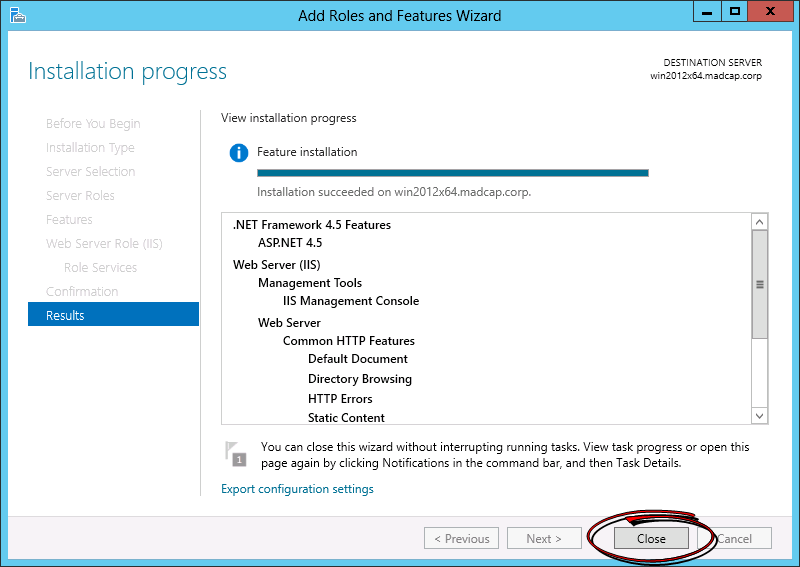 Add Roles and Features Wizard
Installation progress
DESTINATION SERVER
win2012x64.madcap.corp
Before You Begin
Installation Type
Server Selection
Server Roles
Features
Web Server Role (IIS)
Role Services
Confirmation
Results
View installation progress
Feature installation
Installation succeeded on win2012x64.madcap.corp.
.NET Framework 4.5 Features
ASP.NET 4.5
Web Server (IIS)
Management Tools
IIS Management Console
Web Server
Common HTTP Features
Default Document
Directory Browsing
HTTP Errors
Static Content
1
You can close this wizard without interrupting running tasks. View task progress or open this
page again by clicking Notifications in the command bar, and then Task Details.
Export configuration settings
< Previous
Next >
Close
Cancel